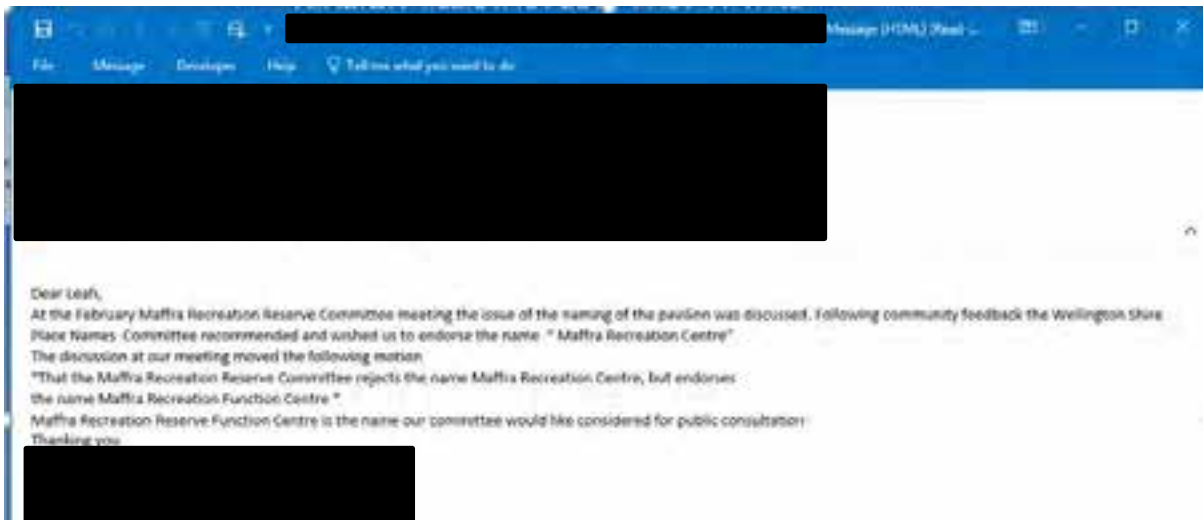 Message (HTML) (Read-...
File Message Developer Help Tell me what you want to do
Dear Leah,
At the February Maffra Recreation Reserve Committee meeting the issue of the naming of the pavilion was discussed. Following community feedback the Wellington Shire
Place Names Committee recommended and wished us to endorse the name " Maffra Recreation Centre"
The discussion at our meeting moved the following motion
"That the Maffra Recreation Reserve Committee rejects the name Maffra Recreation Centre, but endorses
the name Maffra Recreation Function Centre "
Maffra Recreation Reserve Function Centre is the name our committee would like considered for public consultation
Thanking you